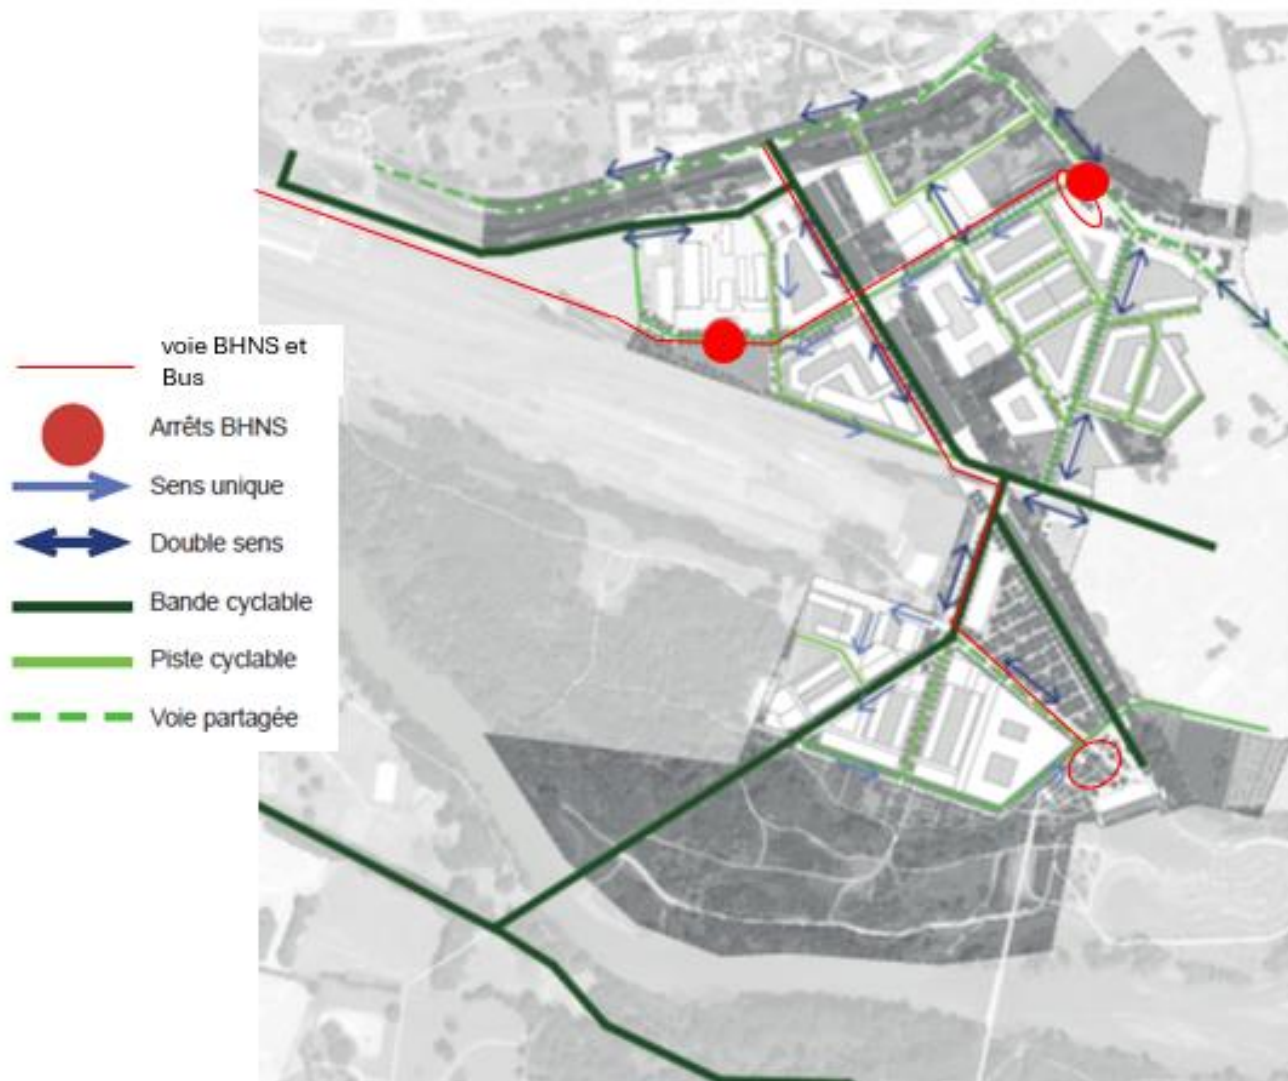 voie BHNS et
Bus
Arrêts BHNS
Sens unique
Double sens
Bande cyclable
Piste cyclable
Voie partagée